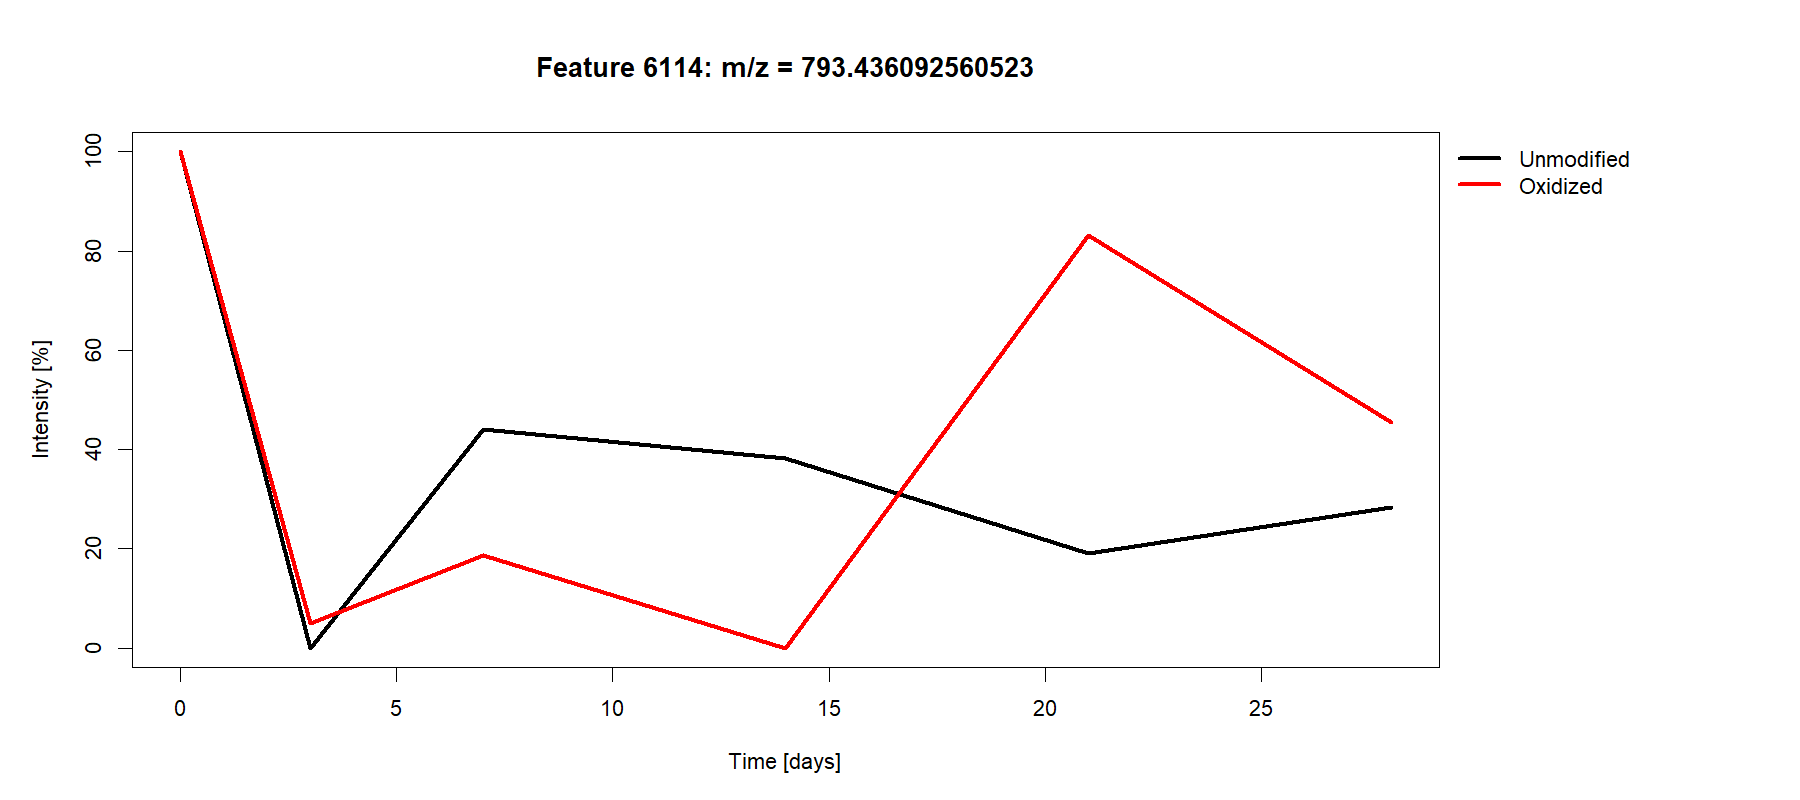 Feature 6114: m/z = 793.436092560523
Unmodified
Oxidized
Intensity [%]
100
80
60
40
20
0
0 5 10 15 20 25
Time [days]